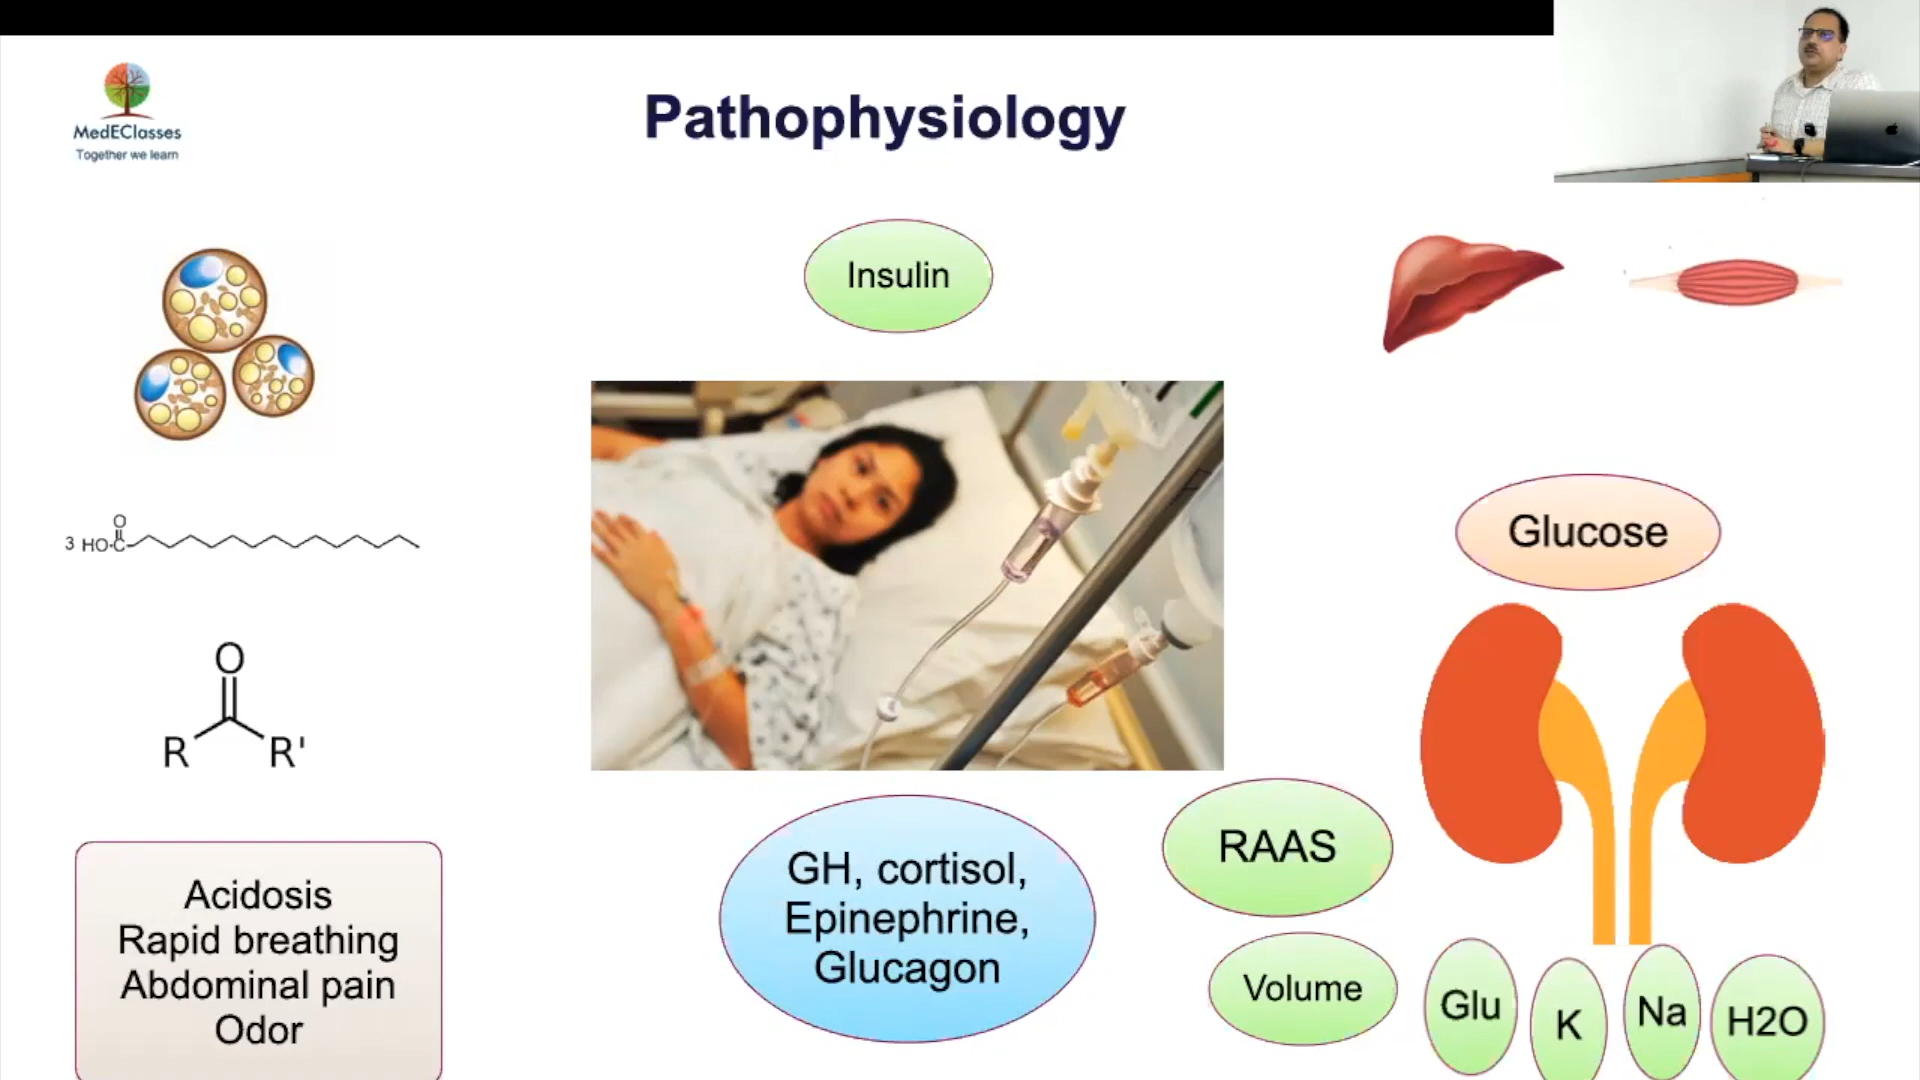 MedEClasses
Together we learn
Pathophysiology
Insulin
3 HO-C
O
Glucose
O
R
R'
Acidosis
Rapid breathing
Abdominal pain
Odor
GH, cortisol,
Epinephrine,
Glucagon
RAAS
Volume
Glu
K
Na
H2O